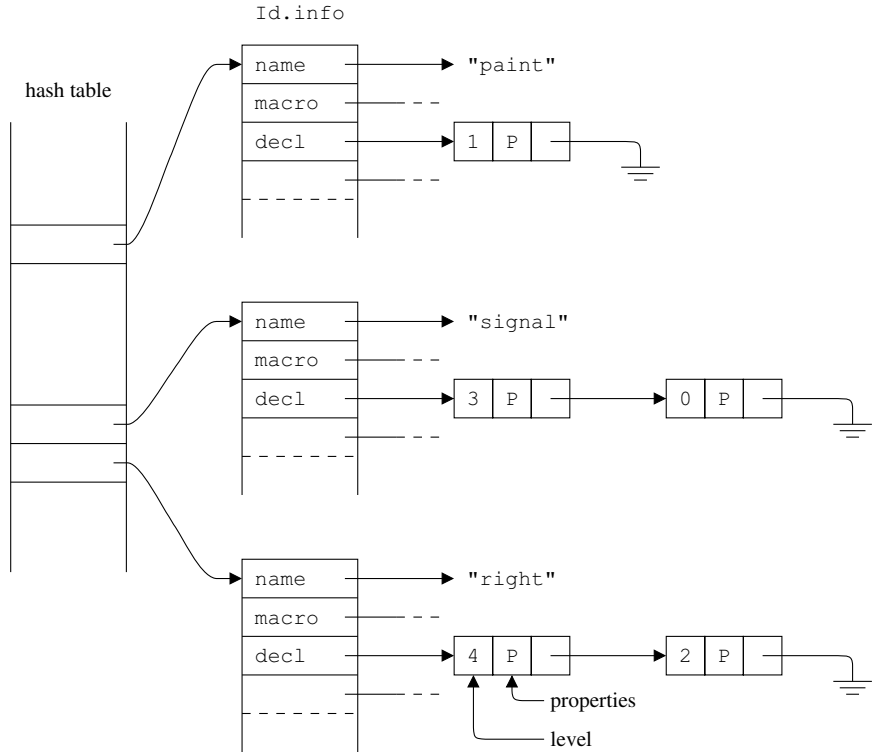 Id.info
hash table
name "paint"
macro
decl 1 P
name "signal"
macro
decl 3 P 0 P
name "right"
macro
decl 4 P 2 P
properties
level